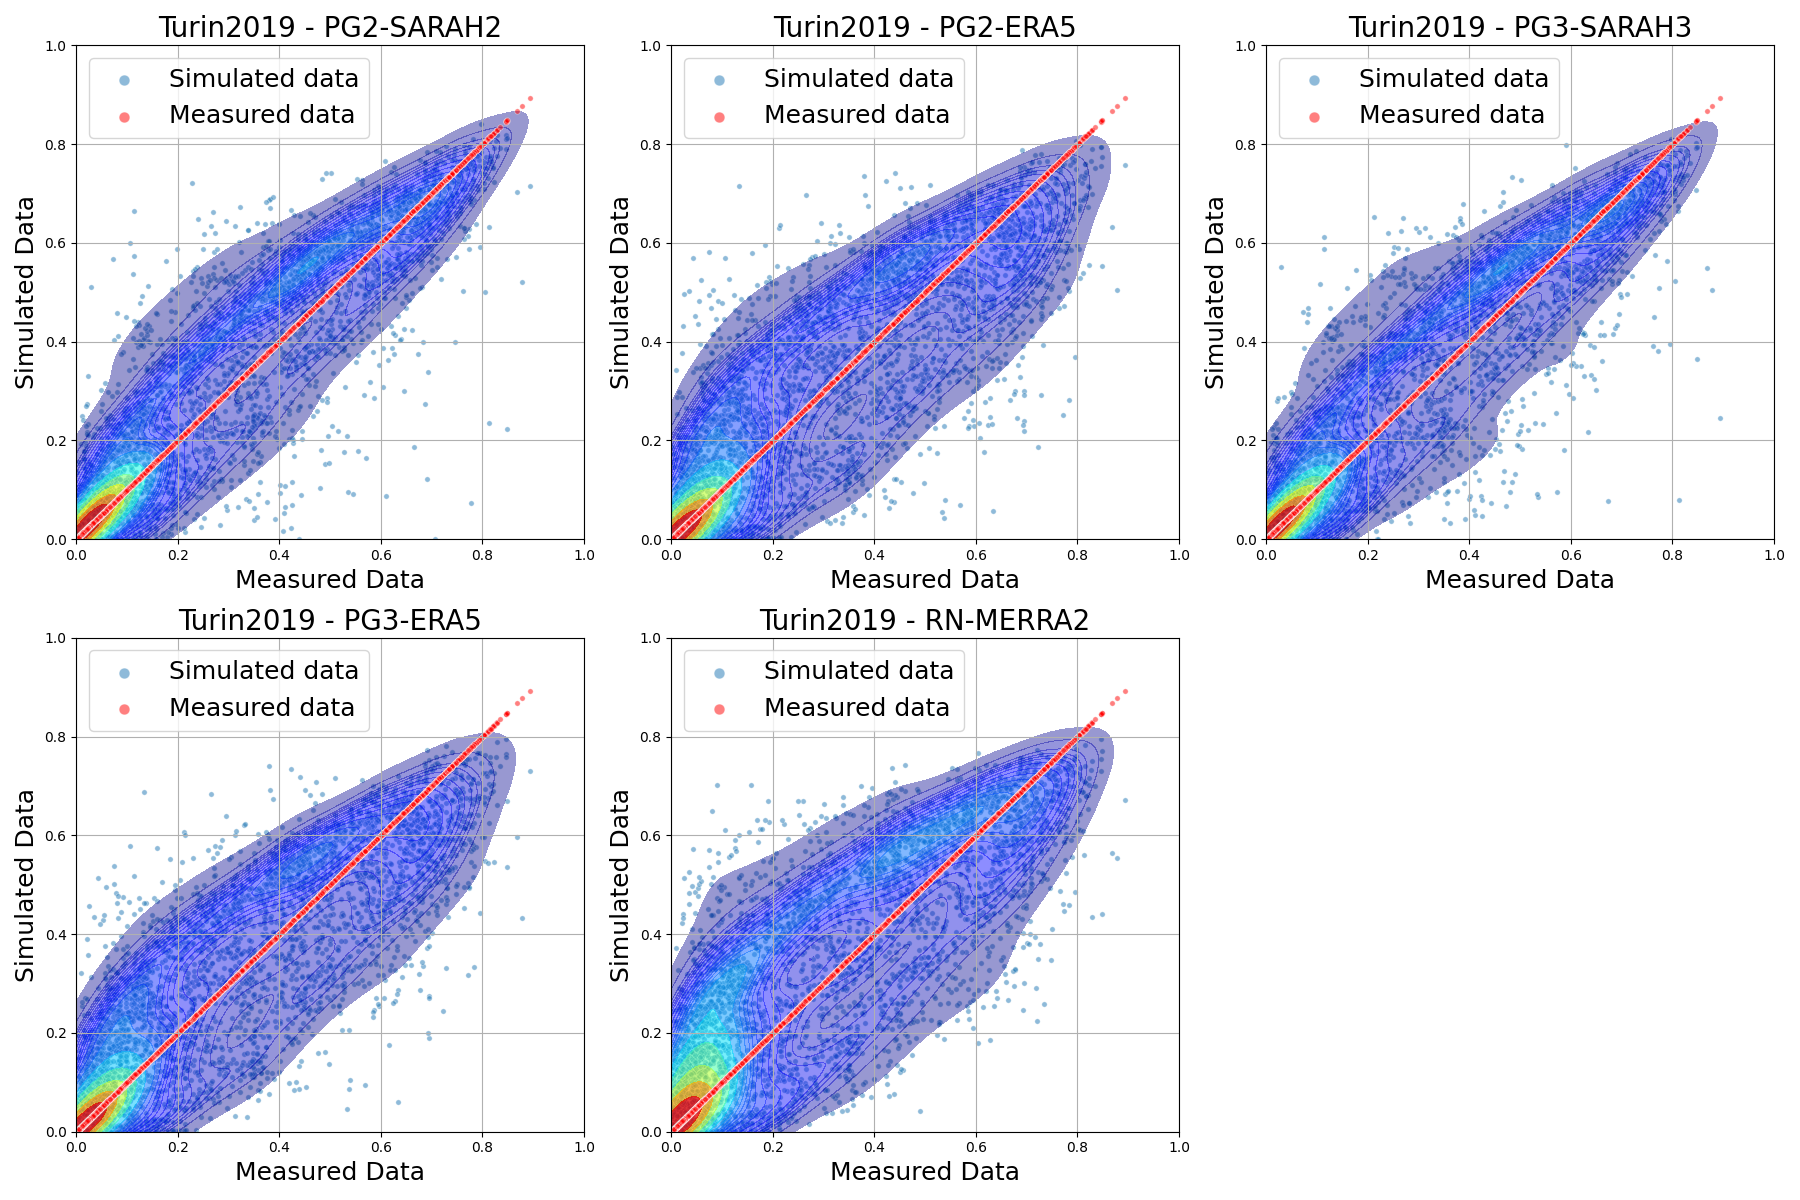 Turin2019 - PG2-SARAH2
Simulated data
Measured data
Simulated Data
1.0
0.8
0.6
0.4
0.2
0.0
0.0 0.2 0.4 0.6 0.8 1.0
Measured Data
Turin2019 - PG2-ERA5
Simulated data
Measured data
Simulated Data
1.0
0.8
0.6
0.4
0.2
0.0
0.0 0.2 0.4 0.6 0.8 1.0
Measured Data
Turin2019 - PG3-SARAH3
Simulated data
Measured data
Simulated Data
1.0
0.8
0.6
0.4
0.2
0.0
0.0 0.2 0.4 0.6 0.8 1.0
Measured Data
Turin2019 - PG3-ERA5
Simulated data
Measured data
Simulated Data
1.0
0.8
0.6
0.4
0.2
0.0
0.0 0.2 0.4 0.6 0.8 1.0
Measured Data
Turin2019 - RN-MERRA2
Simulated data
Measured data
Simulated Data
1.0
0.8
0.6
0.4
0.2
0.0
0.0 0.2 0.4 0.6 0.8 1.0
Measured Data